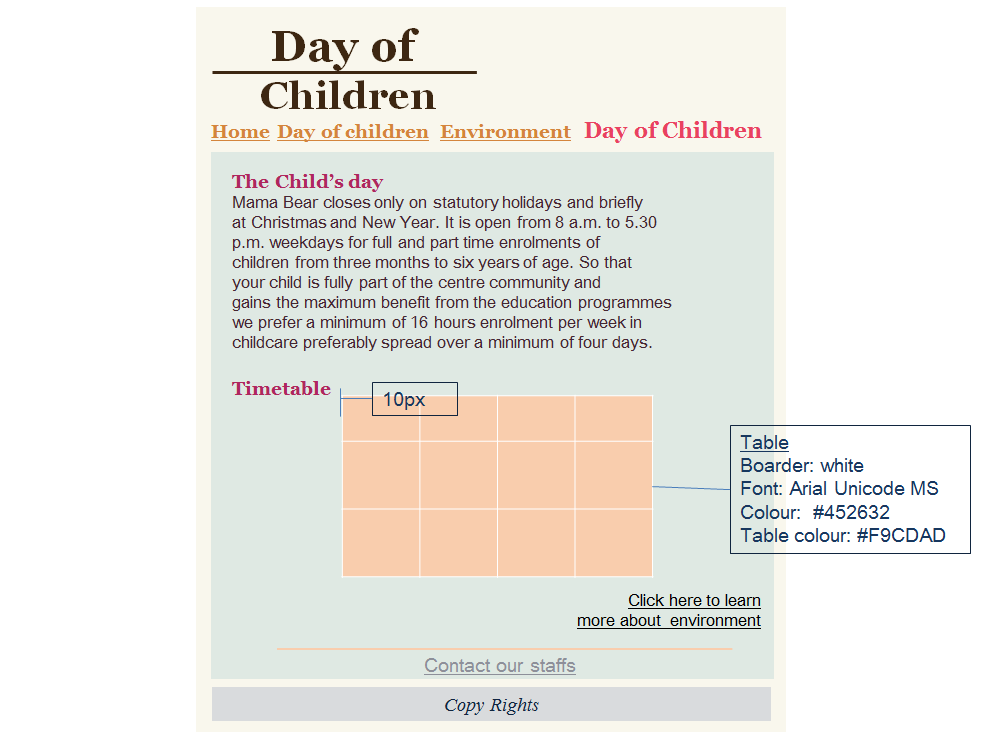 Day of
Children
Home Day of children Environment Day of Children
The Child's day
Mama Bear closes only on statutory holidays and briefly
at Christmas and New Year. It is open from 8 a.m. to 5.30
p.m. weekdays for full and part time enrolments of
children from three months to six years of age. So that
your child is fully part of the centre community and
gains the maximum benefit from the education programmes
we prefer a minimum of 16 hours enrolment per week in
childcare preferably spread over a minimum of four days.
Timetable
10px
Table
Boarder: white
Font: Arial Unicode MS
Colour: #452632
Table colour: #F9CDAD
Click here to learn
more about environment
Contact our staffs
Copy Rights